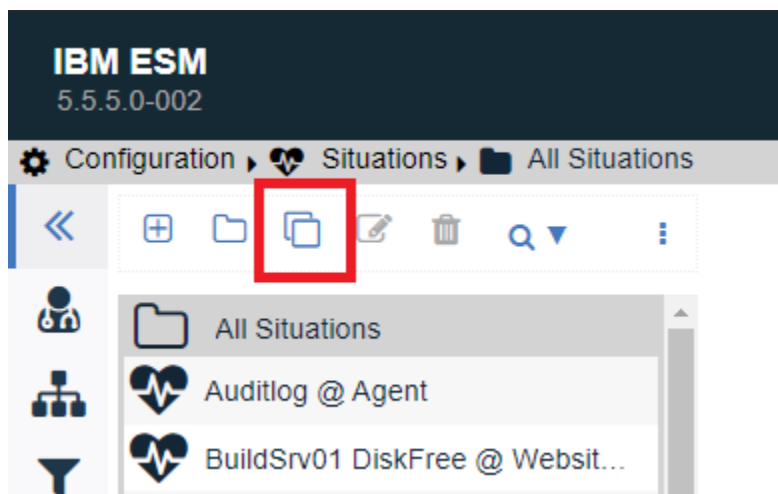 IBM ESM
5.5.5.0-002
Configuration Situations All Situations
All Situations
Auditlog @ Agent
BuildSrv01 DiskFree @ Websit...